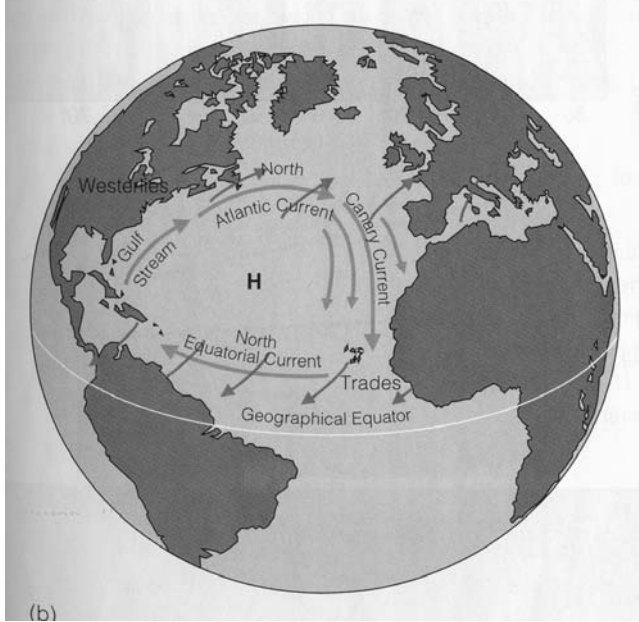 Westerlies
North
Atlantic Current
Gulf
Stream
Canary Current
H
North
Equatorial Current
Trades
Geographical Equator
(b)